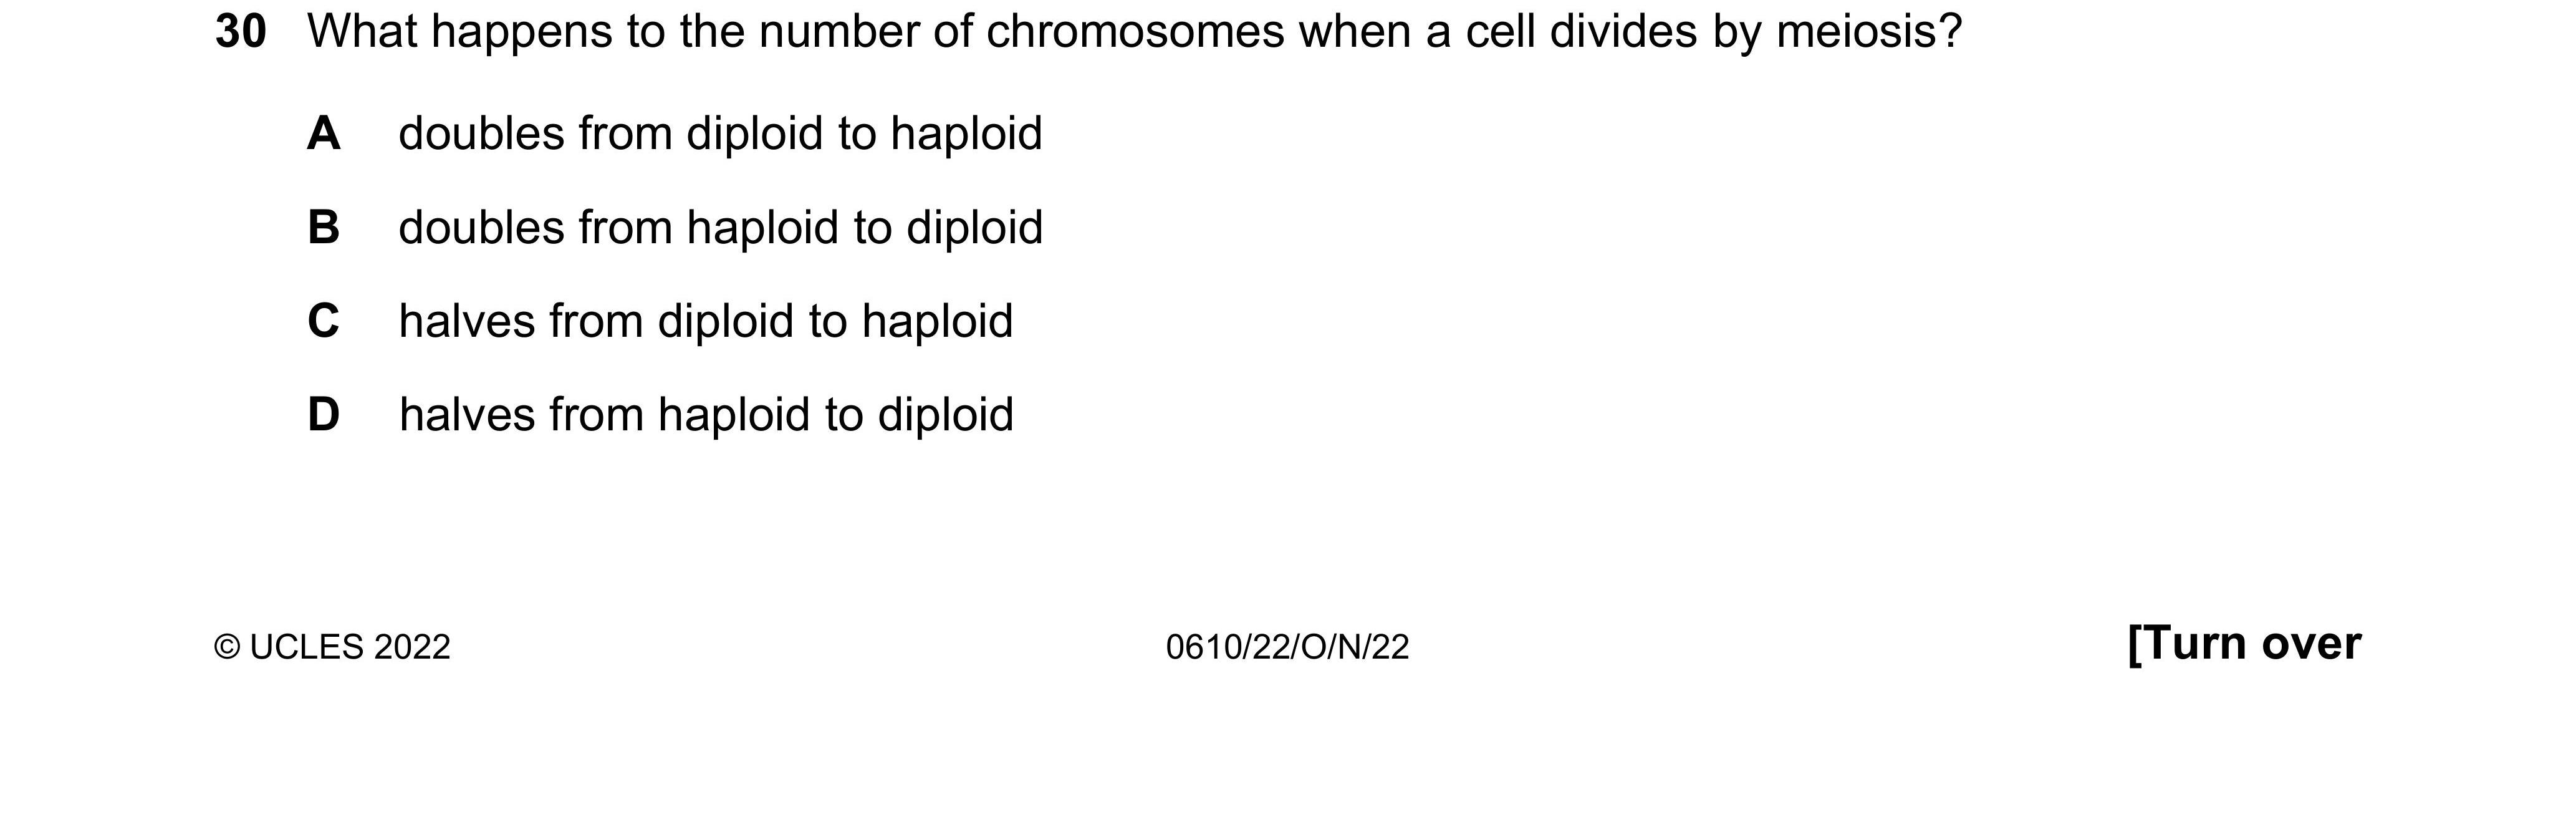 30 What happens to the number of chromosomes when a cell divides by meiosis?
A doubles from diploid to haploid
B doubles from haploid to diploid
C halves from diploid to haploid
D halves from haploid to diploid
© UCLES 2022 0610/22/O/N/22 [Turn over